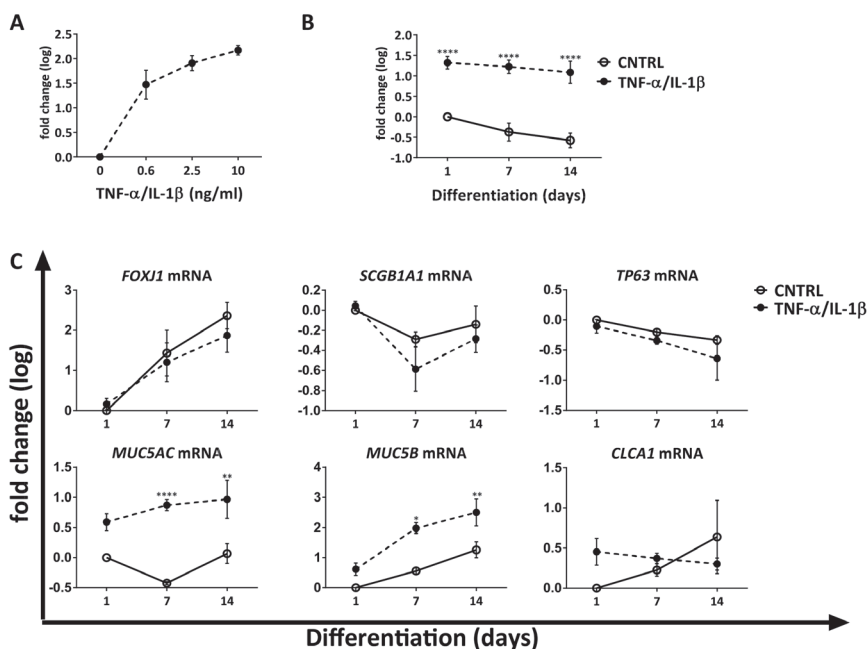 A
fold change (log)
2.5
2.0
1.5
1.0
0.5
0.0
0 0.6 2.5 10
TNF-α/IL-1β (ng/ml)
B
fold change (log)
2.0
1.5
1.0
0.5
0.0
-0.5
-1.0
**** **** ****
1 7 14
Differentiation (days)
CNTRL
TNF-α/IL-1β
C
fold change (log)
FOXJ1 mRNA
3
2
1
0
1 7 14
SCGB1A1 mRNA
0.2
0.0
-0.2
-0.4
-0.6
-0.8
-1.0
1 7 14
TP63 mRNA
0.5
0.0
-0.5
-1.0
-1.5
1 7 14
CNTRL
TNF-α/IL-1β
MUC5AC mRNA
1.5
1.0
0.5
0.0
-0.5
**** **
1 7 14
MUC5B mRNA
4
3
2
1
0
* **
1 7 14
CLCA1 mRNA
1.5
1.0
0.5
0.0
1 7 14
Differentiation (days)